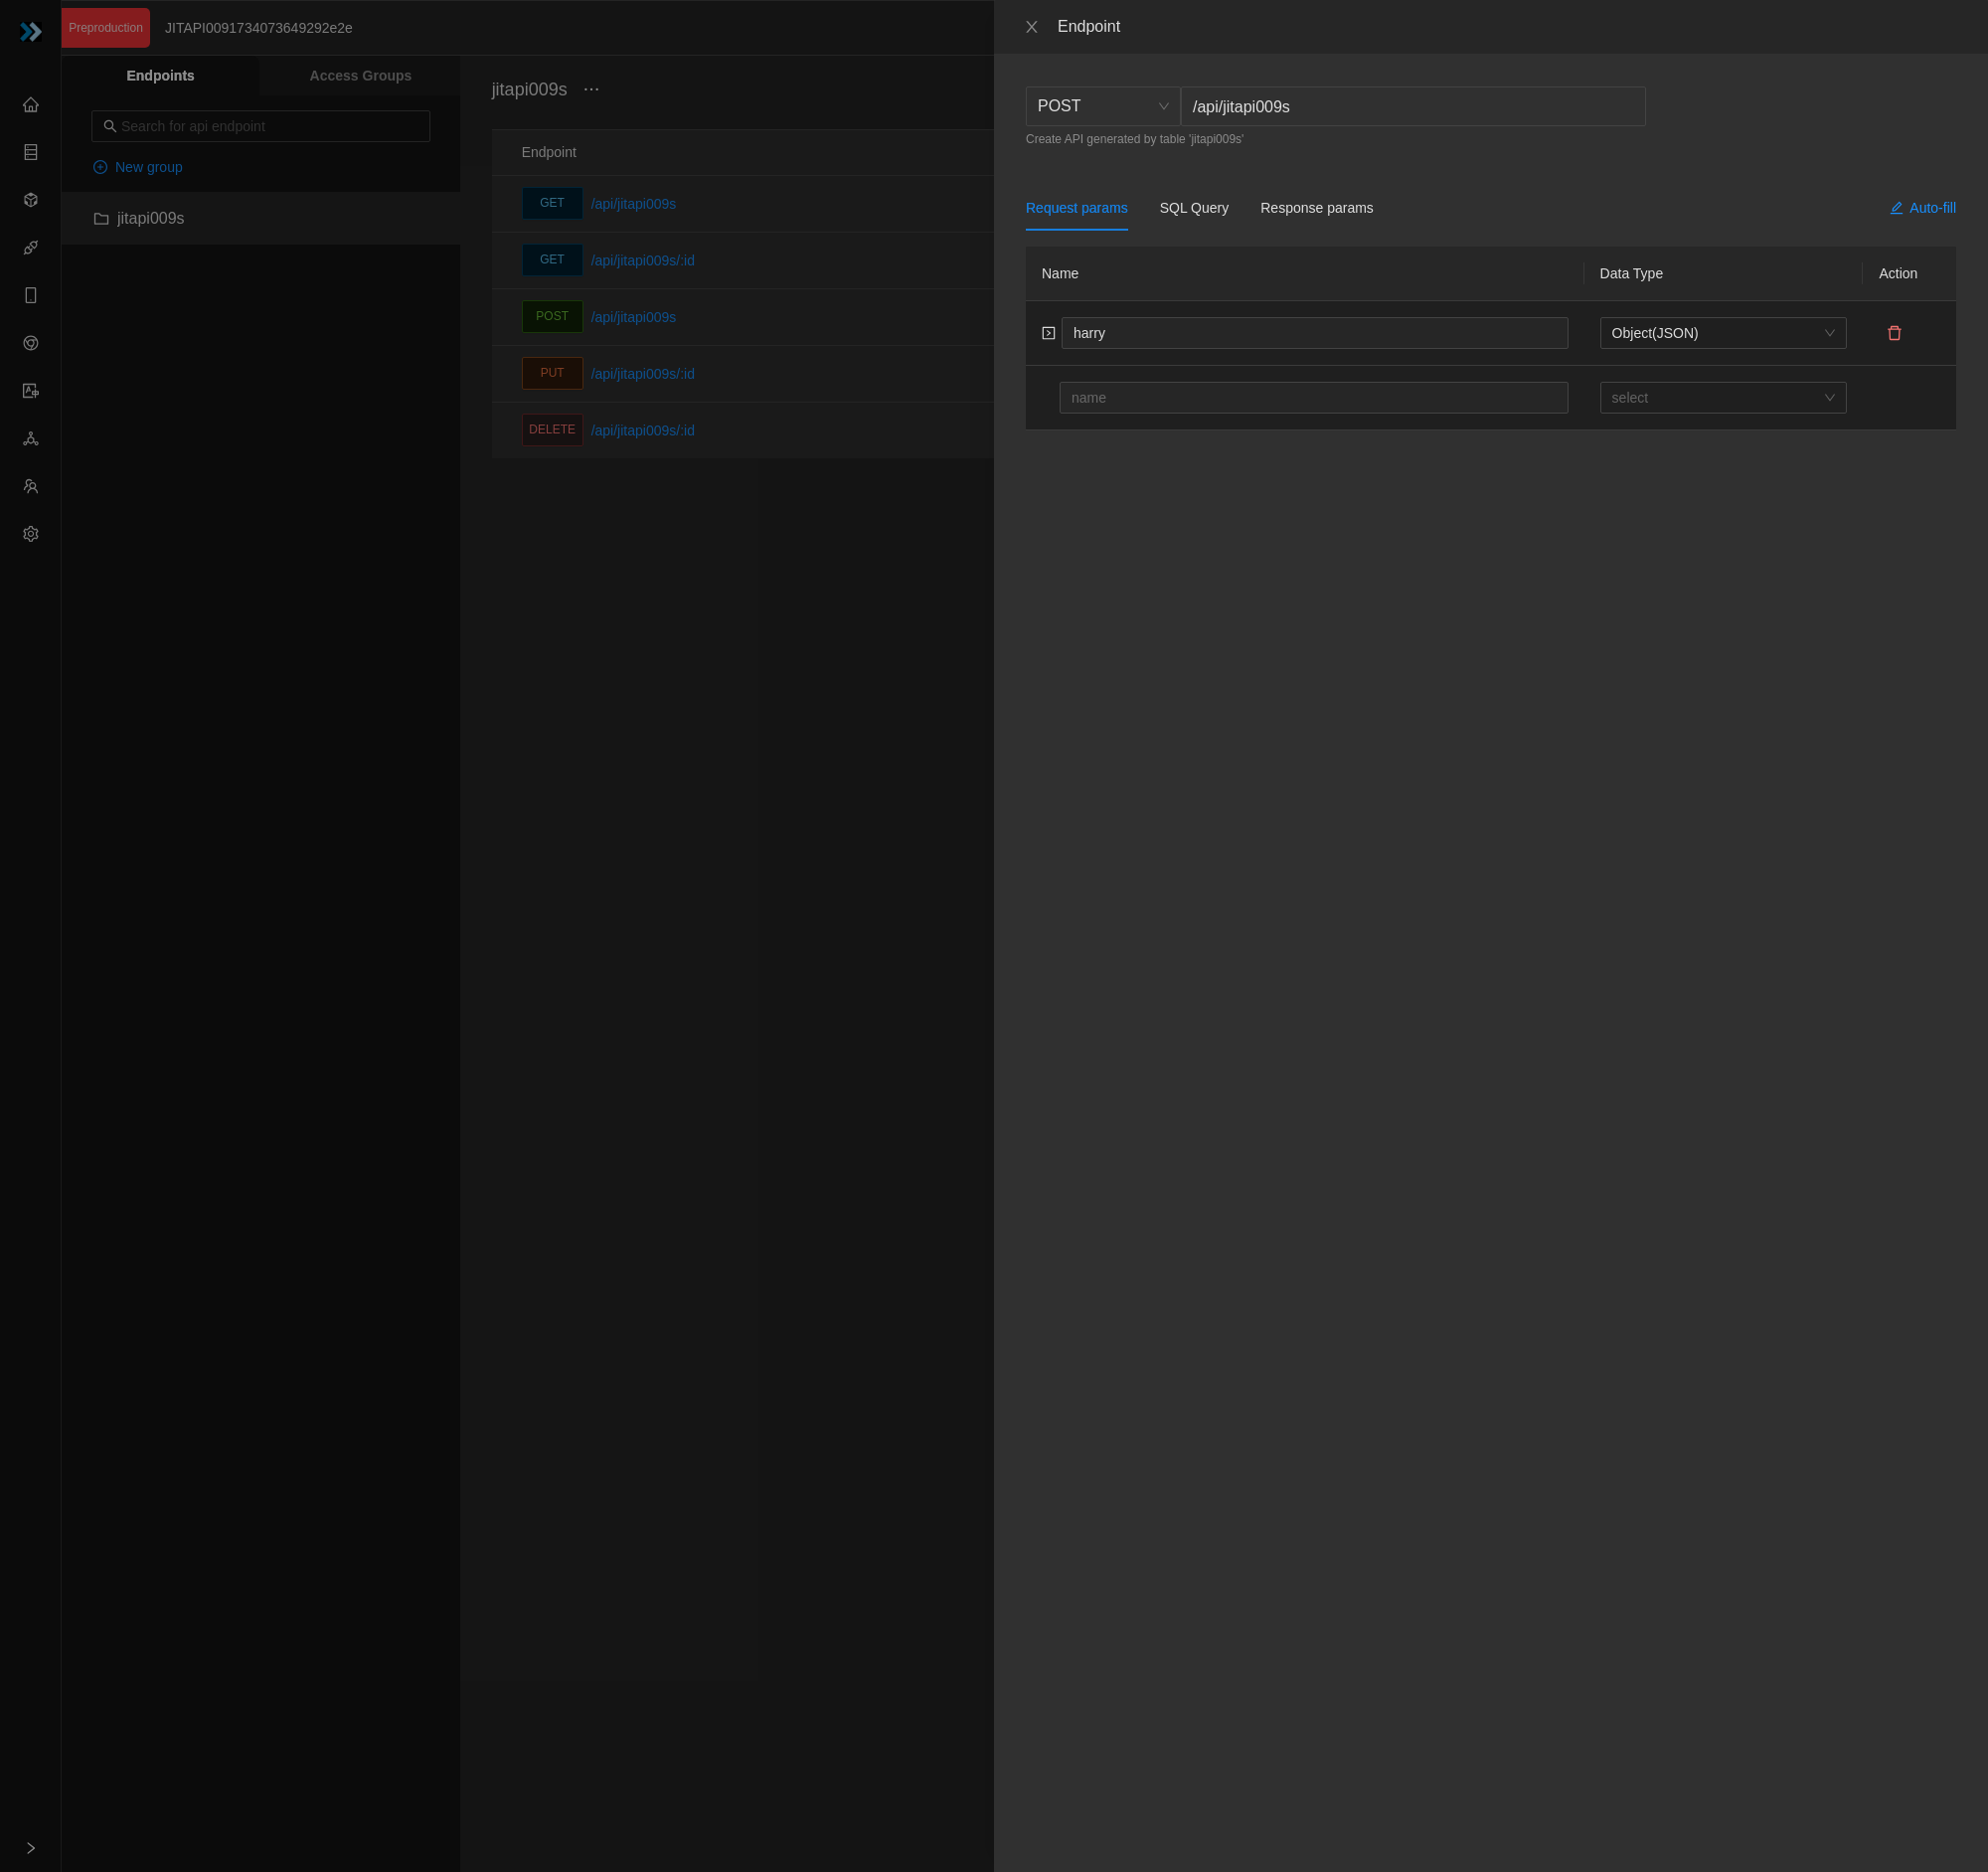 Preproduction
JITAPI0091734073649292e2e
Endpoints
Access Groups
Search for api endpoint
New group
jitapi009s
jitapi009s
Endpoint
GET /api/jitapi009s
GET /api/jitapi009s/:id
POST /api/jitapi009s
PUT /api/jitapi009s/:id
DELETE /api/jitapi009s/:id
Endpoint
POST /api/jitapi009s
Create API generated by table 'jitapi009s'
Request params SQL Query Response params Auto-fill
Name Data Type Action
harry Object(JSON)
name select